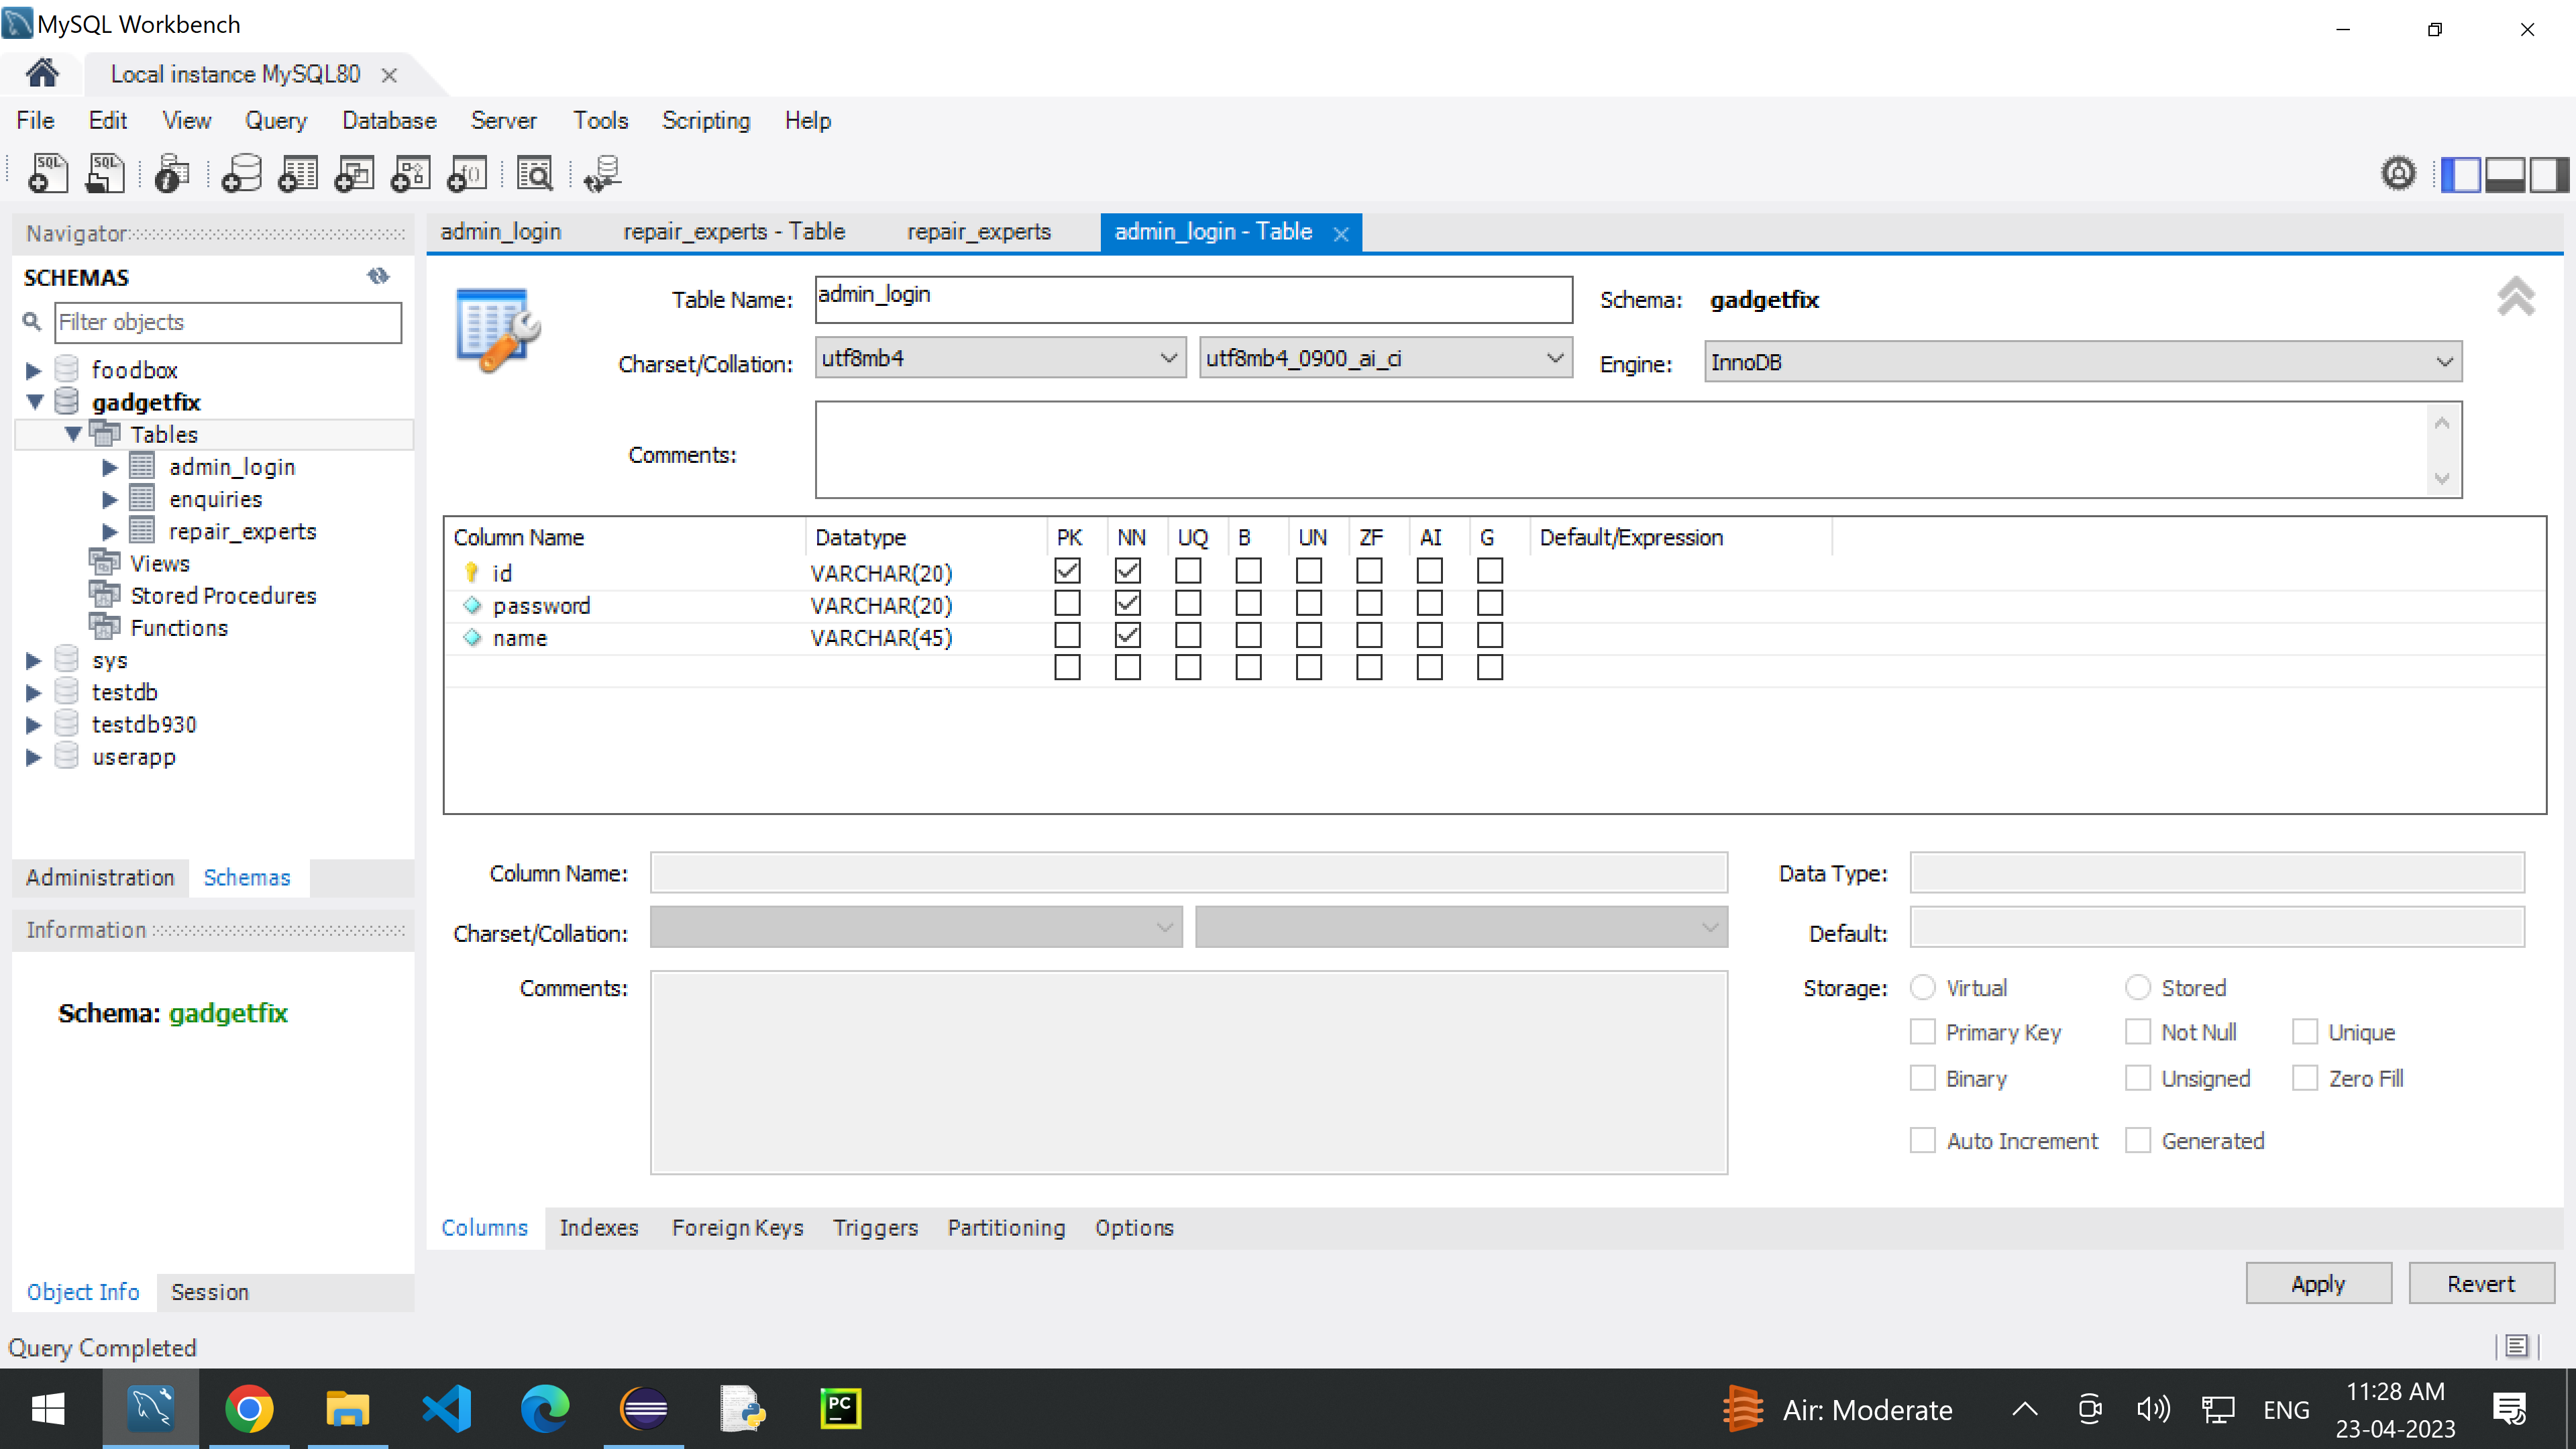 MySQL Workbench
Local instance MySQL80
File Edit View Query Database Server Tools Scripting Help
Navigator
SCHEMAS
Filter objects
foodbox
gadgetfix
Tables
admin_login
enquiries
repair_experts
Views
Stored Procedures
Functions
sys
testdb
testdb930
userapp
Administration Schemas
Information
Schema: gadgetfix
Object Info Session
admin_login repair_experts - Table repair_experts admin_login - Table
Table Name: admin_login Schema: gadgetfix
Charset/Collation: utf8mb4 utf8mb4_0900_ai_ci Engine: InnoDB
Comments:
Column Name Datatype PK NN UQ B UN ZF AI G Default/Expression
id VARCHAR(20)
password VARCHAR(20)
name VARCHAR(45)
Column Name: Data Type:
Charset/Collation: Default:
Comments: Storage: Virtual Stored
Primary Key Not Null Unique
Binary Unsigned Zero Fill
Auto Increment Generated
Columns Indexes Foreign Keys Triggers Partitioning Options
Apply Revert
Query Completed
PC
Air: Moderate
ENG
11:28 AM
23-04-2023